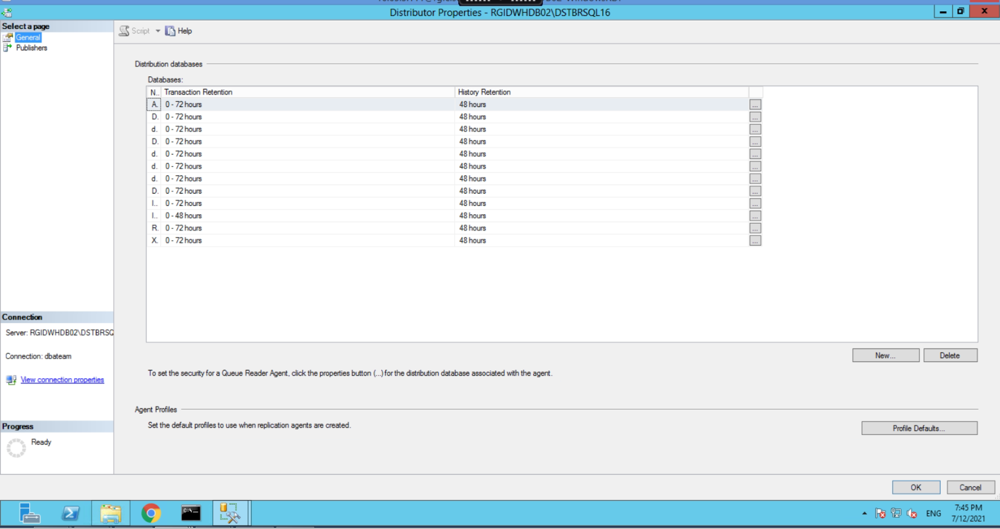 Distributor Properties - RGIDWHDB02\DSTBRSQL16
Select a page
General
Publishers
Script
Help
Distribution databases
Databases:
N.. Transaction Retention History Retention
A. 0 - 72 hours 48 hours ...
D. 0 - 72 hours 48 hours ...
d. 0 - 72 hours 48 hours ...
D. 0 - 72 hours 48 hours ...
d. 0 - 72 hours 48 hours ...
d. 0 - 72 hours 48 hours ...
d. 0 - 72 hours 48 hours ...
D. 0 - 72 hours 48 hours ...
I.. 0 - 72 hours 48 hours ...
I.. 0 - 48 hours 48 hours ...
R. 0 - 72 hours 48 hours ...
X. 0 - 72 hours 48 hours ...
New... Delete
To set the security for a Queue Reader Agent, click the properties button (...) for the distribution database associated with the agent.
Agent Profiles
Set the default profiles to use when replication agents are created.
Profile Defaults...
Connection
Server: RGIDWHDB02\DSTBRSQ
Connection: dbateam
View connection properties
Progress
Ready
OK Cancel
ENG
7:45 PM
7/12/2021